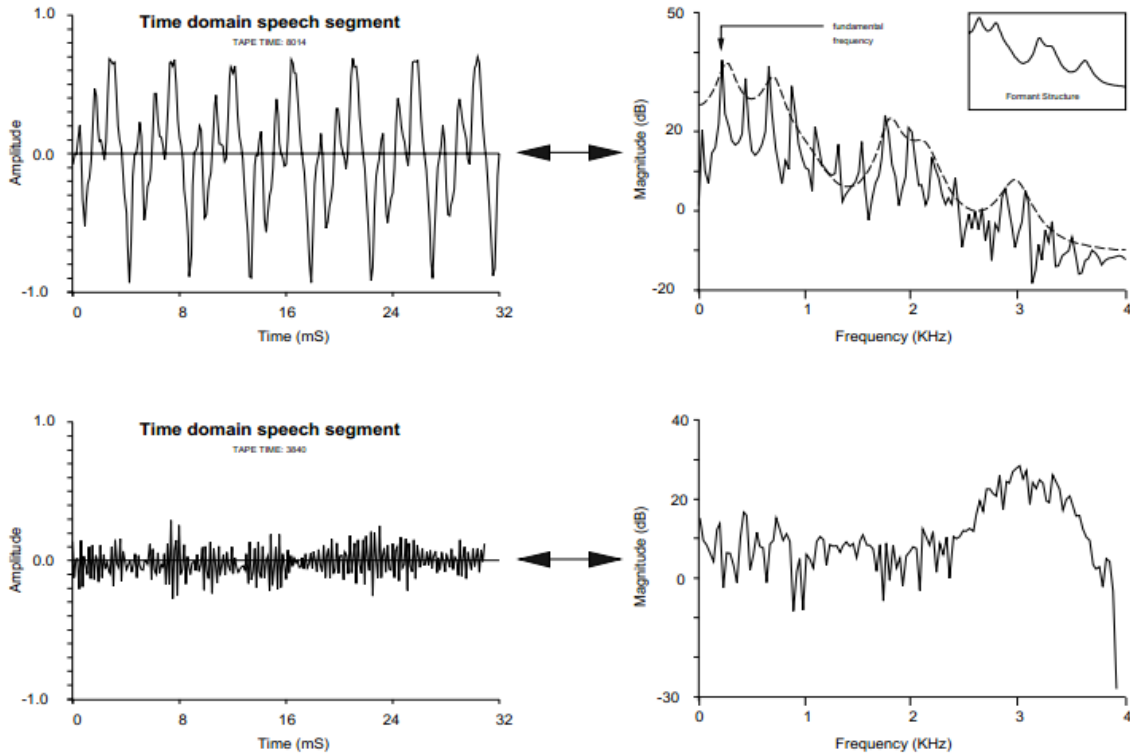 Time domain speech segment
TAPE TIME: 8014
Amplitude
1.0
0.0
-1.0
0
8
16
24
32
Time (mS)
fundamental
frequency
Formant Structure
Magnitude (dB)
50
20
0
-20
0
1
2
3
4
Frequency (KHz)
Time domain speech segment
TAPE TIME: 3840
Amplitude
1.0
0.0
-1.0
0
8
16
24
32
Time (mS)
Magnitude (dB)
40
20
0
-30
0
1
2
3
4
Frequency (KHz)